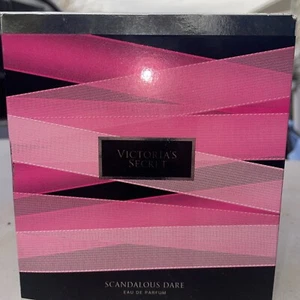 VICTORIA'S
SECRET
SCANDALOUS DARE
EAU DE PARFUM